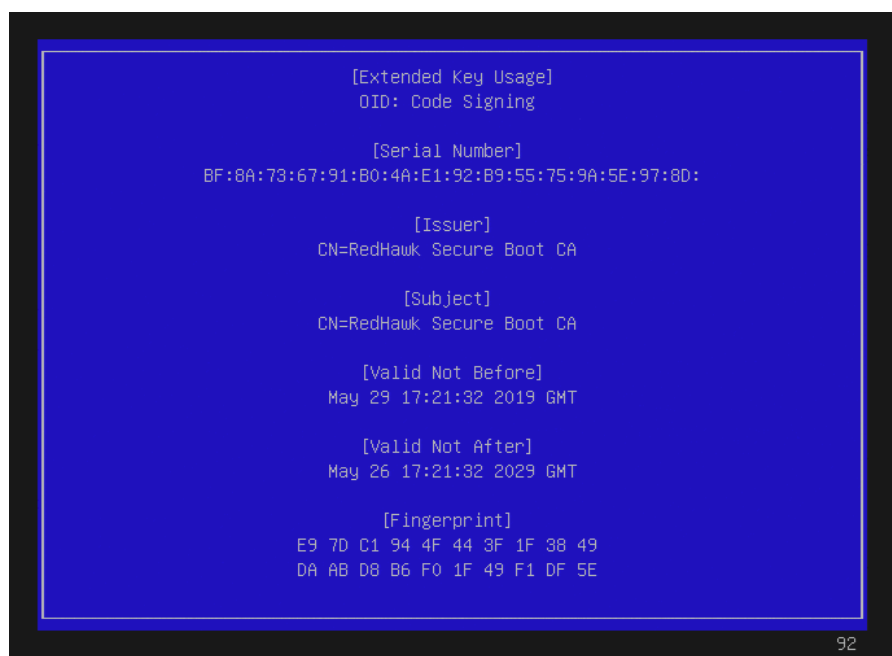 [Extended Key Usage]
OID: Code Signing
[Serial Number]
BF:8A:73:67:91:B0:4A:E1:92:B9:55:75:9A:5E:97:8D:
[Issuer]
CN=RedHawk Secure Boot CA
[Subject]
CN=RedHawk Secure Boot CA
[Valid Not Before]
May 29 17:21:32 2019 GMT
[Valid Not After]
May 26 17:21:32 2029 GMT
[Fingerprint]
E9 7D C1 94 4F 44 3F 1F 38 49
DA AB D8 B6 F0 1F 49 F1 DF 5E
92